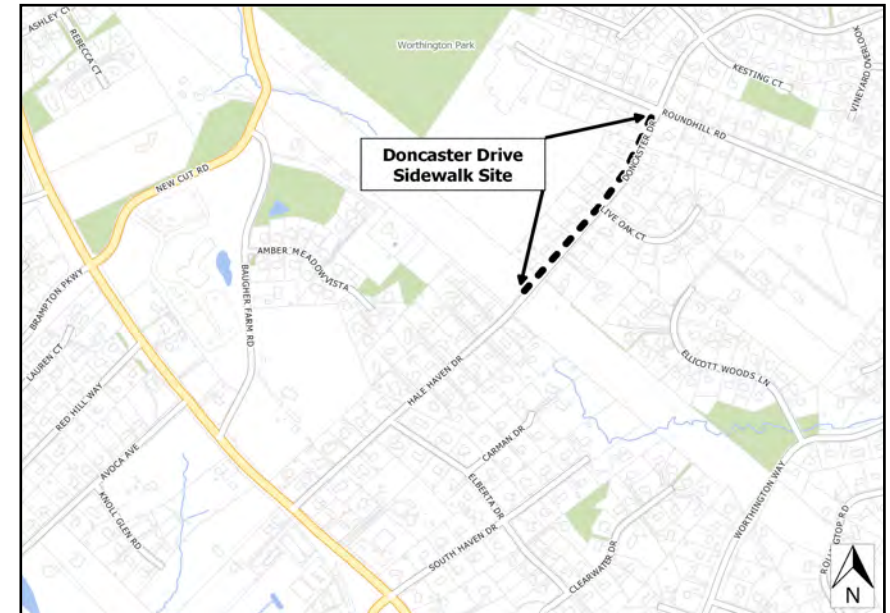 ASHLEY CT
REBECCA CT
Worthington Park
KESTING CT
VINEYARD OVERLOOK
ROUNDHILL RD
DONCASTER DR
Doncaster Drive
Sidewalk Site
NEW CUT RD
LIVE OAK CT
AMBER MEADOW VISTA
BRAMPTON PKWY
BAUGHER FARM RD
LAUREN CT
RED HILL WAY
HALE HAVEN DR
ELLICOTT WOODS LN
AVOCA AVE
CARMAN DR
KNOLL GLEN RD
ELBERTA DR
WORTHINGTON WAY
SOUTH HAVEN DR
CLEARWATER DR
N